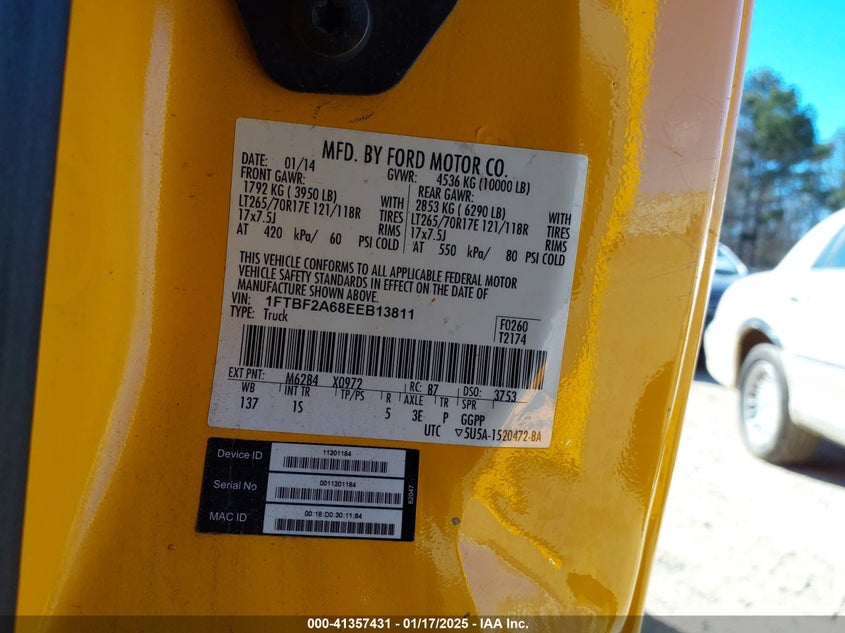 MFD. BY FORD MOTOR CO.
DATE: 01/14 GVWR: 4536 KG (10000 LB)
FRONT GAWR: REAR GAWR:
1792 KG ( 3950 LB) WITH 2853 KG ( 6290 LB) WITH
LT265/70R17E 121/118R TIRES LT265/70R17E 121/118R TIRES
17x7.5J RIMS 17x7.5J RIMS
AT 420 kPa/ 60 PSI COLD AT 550 kPa/ 80 PSI COLD
THIS VEHICLE CONFORMS TO ALL APPLICABLE FEDERAL MOTOR
VEHICLE SAFETY STANDARDS IN EFFECT ON THE DATE OF
MANUFACTURE SHOWN ABOVE.
VIN: 1FTBF2A68EEB13811
TYPE: Truck
F0260
T2174
EXT PNT: M6284 X0972 RC: 87 DSO: 3753
WB INT TR TP/PS R AXLE TR SPR
137 1S 5 3E P GGPP
UTC ▽5U5A-1520472-BA
Device ID 11201184
Serial No 0011201184
MAC ID 00:18:D0:30:11:84
82047
000-41357431 - 01/17/2025 - IAA Inc.